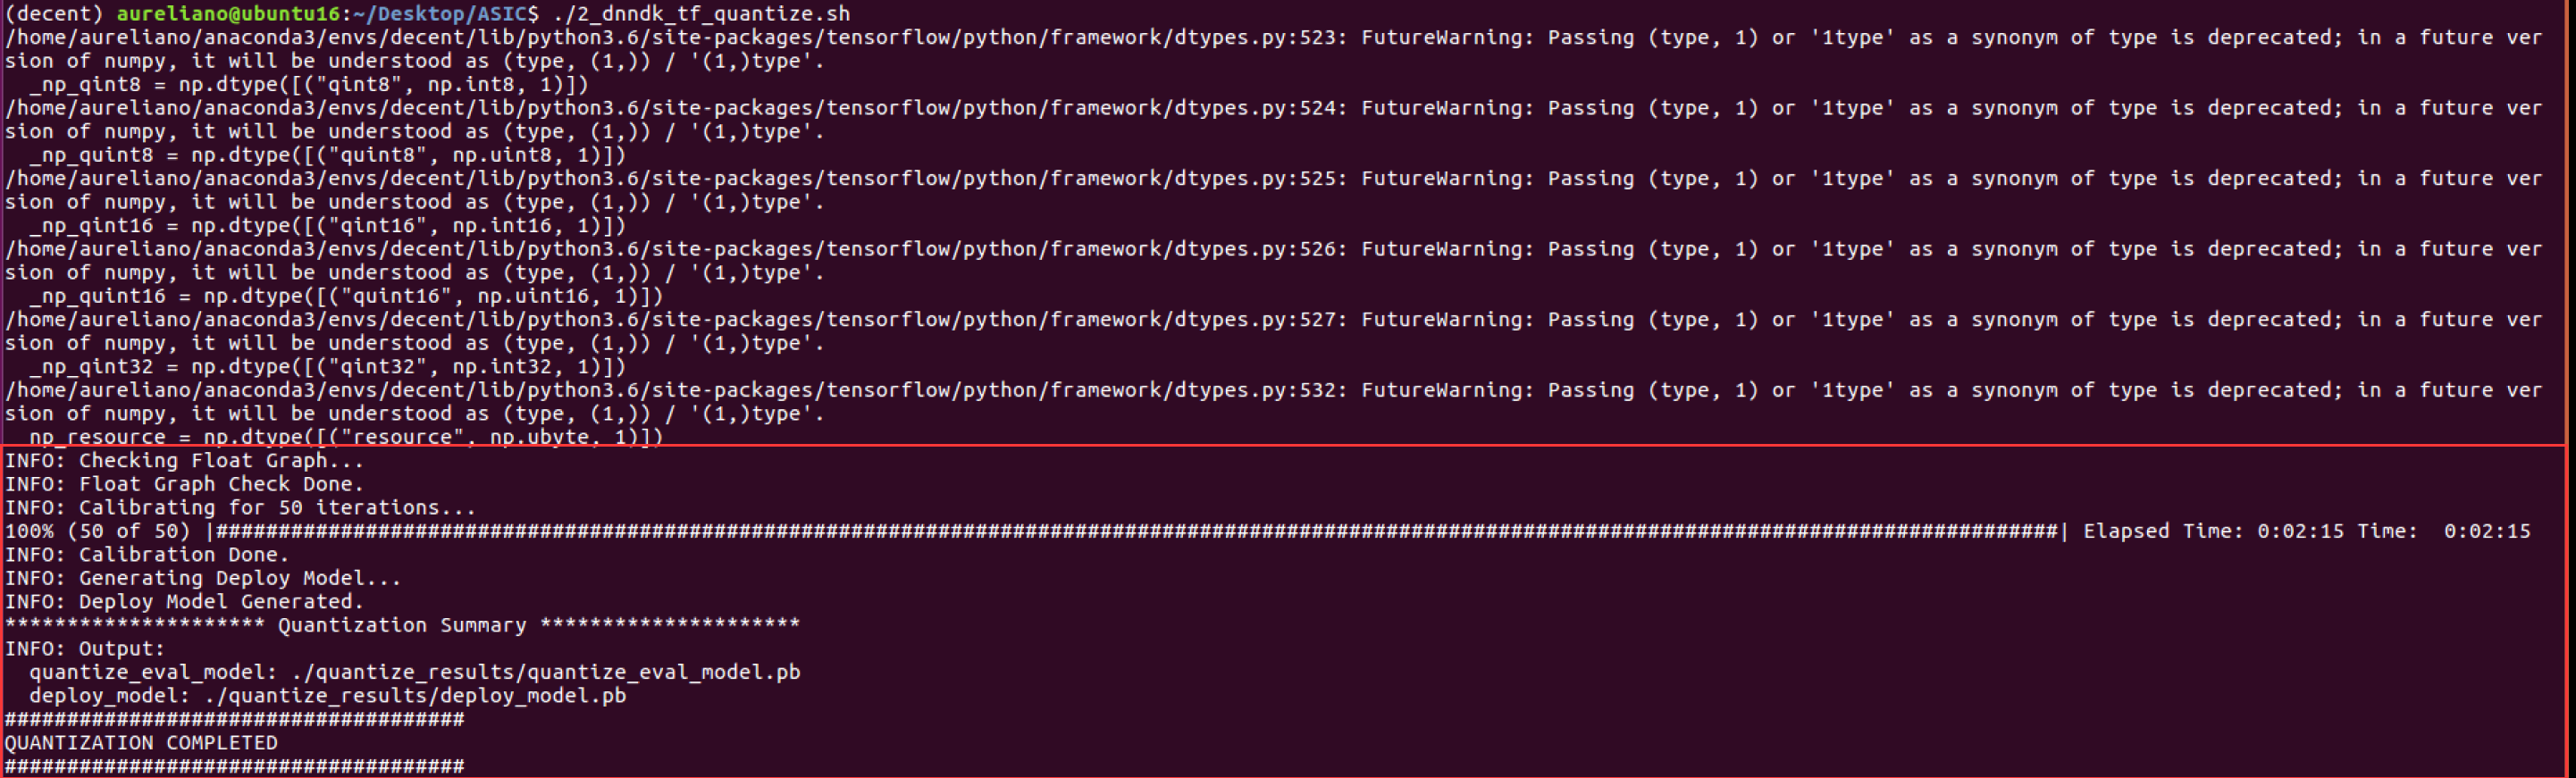 (decent) aureliano@ubuntu16:~/Desktop/ASIC$ ./2_dnndk_tf_quantize.sh
/home/aureliano/anaconda3/envs/decent/lib/python3.6/site-packages/tensorflow/python/framework/dtypes.py:523: FutureWarning: Passing (type, 1) or '1type' as a synonym of type is deprecated; in a future ver
sion of numpy, it will be understood as (type, (1,)) / '(1,)type'.
  _np_qint8 = np.dtype([("qint8", np.int8, 1)])
/home/aureliano/anaconda3/envs/decent/lib/python3.6/site-packages/tensorflow/python/framework/dtypes.py:524: FutureWarning: Passing (type, 1) or '1type' as a synonym of type is deprecated; in a future ver
sion of numpy, it will be understood as (type, (1,)) / '(1,)type'.
  _np_quint8 = np.dtype([("quint8", np.uint8, 1)])
/home/aureliano/anaconda3/envs/decent/lib/python3.6/site-packages/tensorflow/python/framework/dtypes.py:525: FutureWarning: Passing (type, 1) or '1type' as a synonym of type is deprecated; in a future ver
sion of numpy, it will be understood as (type, (1,)) / '(1,)type'.
  _np_qint16 = np.dtype([("qint16", np.int16, 1)])
/home/aureliano/anaconda3/envs/decent/lib/python3.6/site-packages/tensorflow/python/framework/dtypes.py:526: FutureWarning: Passing (type, 1) or '1type' as a synonym of type is deprecated; in a future ver
sion of numpy, it will be understood as (type, (1,)) / '(1,)type'.
  _np_quint16 = np.dtype([("quint16", np.uint16, 1)])
/home/aureliano/anaconda3/envs/decent/lib/python3.6/site-packages/tensorflow/python/framework/dtypes.py:527: FutureWarning: Passing (type, 1) or '1type' as a synonym of type is deprecated; in a future ver
sion of numpy, it will be understood as (type, (1,)) / '(1,)type'.
  _np_qint32 = np.dtype([("qint32", np.int32, 1)])
/home/aureliano/anaconda3/envs/decent/lib/python3.6/site-packages/tensorflow/python/framework/dtypes.py:532: FutureWarning: Passing (type, 1) or '1type' as a synonym of type is deprecated; in a future ver
sion of numpy, it will be understood as (type, (1,)) / '(1,)type'.
  np_resource = np.dtype([("resource", np.ubyte, 1)])
INFO: Checking Float Graph...
INFO: Float Graph Check Done.
INFO: Calibrating for 50 iterations...
100% (50 of 50) |####################################################################################################################################################| Elapsed Time: 0:02:15 Time:  0:02:15
INFO: Calibration Done.
INFO: Generating Deploy Model...
INFO: Deploy Model Generated.
********************* Quantization Summary *********************
INFO: Output:
  quantize_eval_model: ./quantize_results/quantize_eval_model.pb
  deploy_model: ./quantize_results/deploy_model.pb
#####################################
QUANTIZATION COMPLETED
#####################################